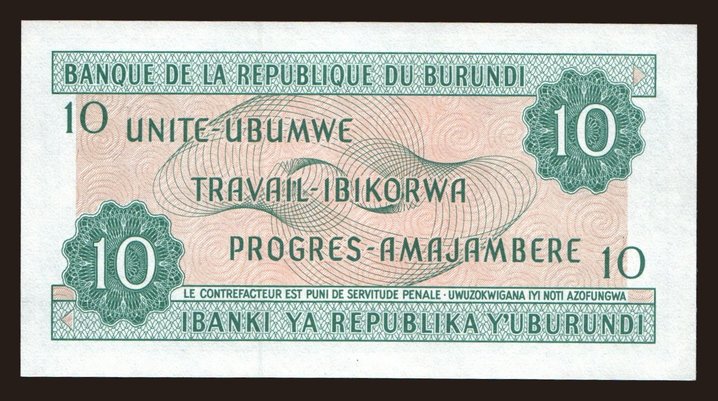 BANQUE DE LA REPUBLIQUE DU BURUNDI
10
10
UNITE-UBUMWE
TRAVAIL-IBIKORWA
PROGRES-AMAJAMBERE
10
10
LE CONTREFACTEUR EST PUNI DE SERVITUDE PENALE · UWUZOKWIGANA IYI NOTI AZOFUNGWA
IBANKI YA REPUBLIKA Y'UBURUNDI